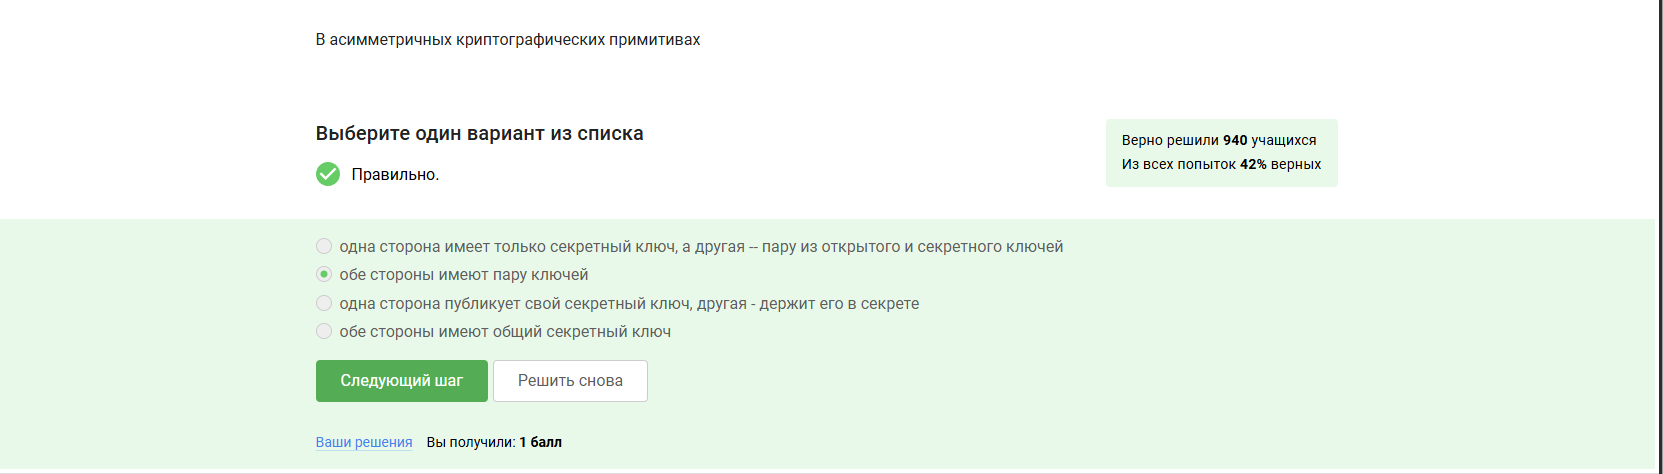 В асимметричных криптографических примитивах
Выберите один вариант из списка
Правильно.
Верно решили 940 учащихся
Из всех попыток 42% верных
одна сторона имеет только секретный ключ, а другая -- пару из открытого и секретного ключей
обе стороны имеют пару ключей
одна сторона публикует свой секретный ключ, другая - держит его в секрете
обе стороны имеют общий секретный ключ
Следующий шаг
Решить снова
Ваши решения Вы получили: 1 балл